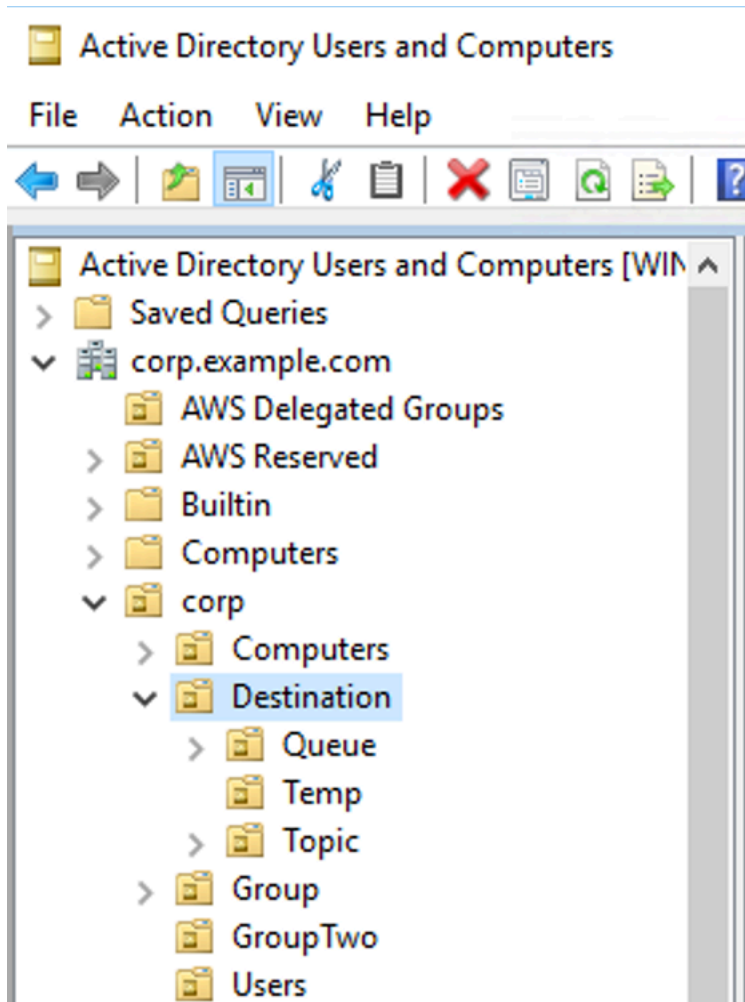 Active Directory Users and Computers
File Action View Help
?
Active Directory Users and Computers [WIN
Saved Queries
corp.example.com
AWS Delegated Groups
AWS Reserved
Builtin
Computers
corp
Computers
Destination
Queue
Temp
Topic
Group
GroupTwo
Users